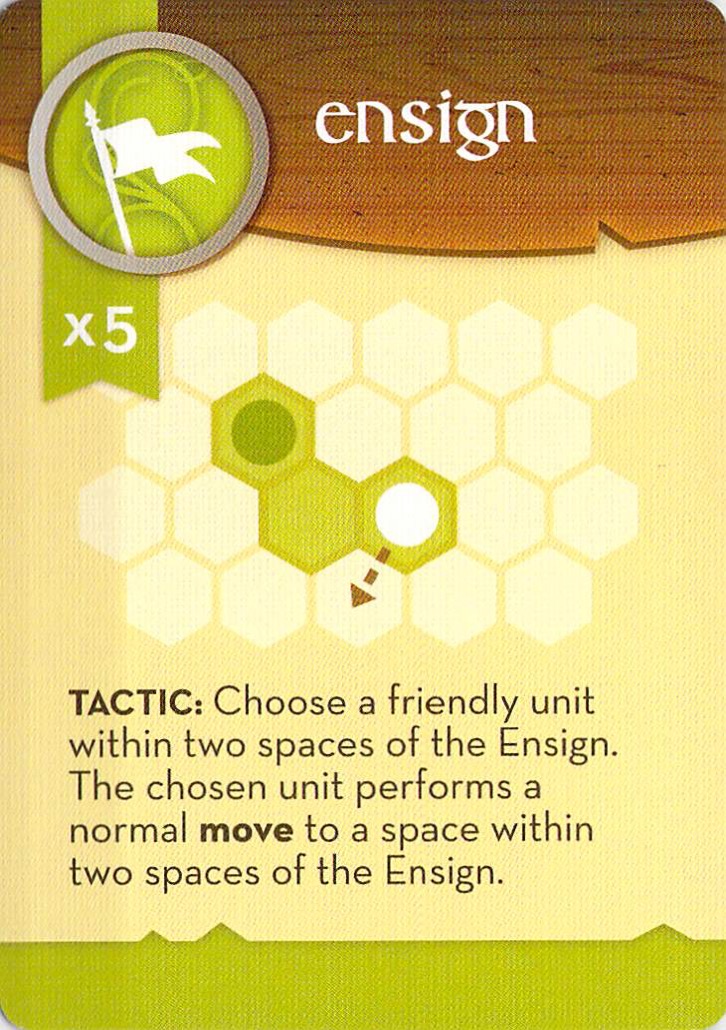 ensign
x5
TACTIC: Choose a friendly unit
within two spaces of the Ensign.
The chosen unit performs a
normal move to a space within
two spaces of the Ensign.